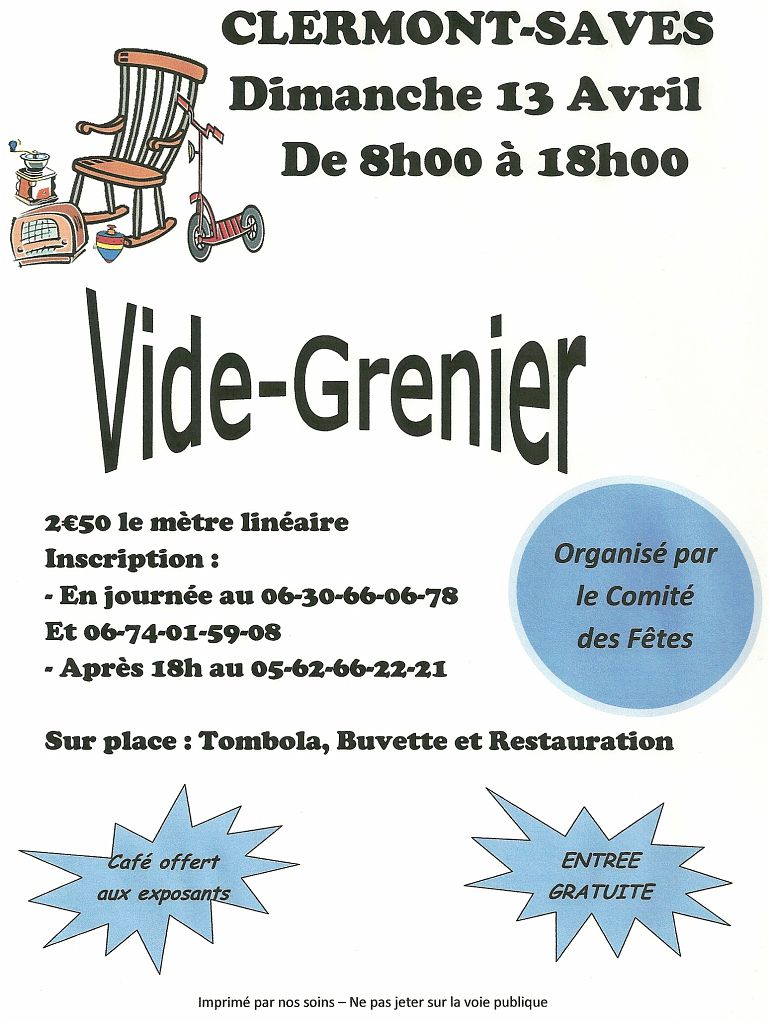 CLERMONT-SAVES
Dimanche 13 Avril
De 8h00 à 18h00
Vide-Grenier
2€50 le mètre linéaire
Inscription :
- En journée au 06-30-66-06-78
Et 06-74-01-59-08
- Après 18h au 05-62-66-22-21
Organisé par
le Comité
des Fêtes
Sur place : Tombola, Buvette et Restauration
Café offert
aux exposants
ENTREE
GRATUITE
Imprimé par nos soins – Ne pas jeter sur la voie publique